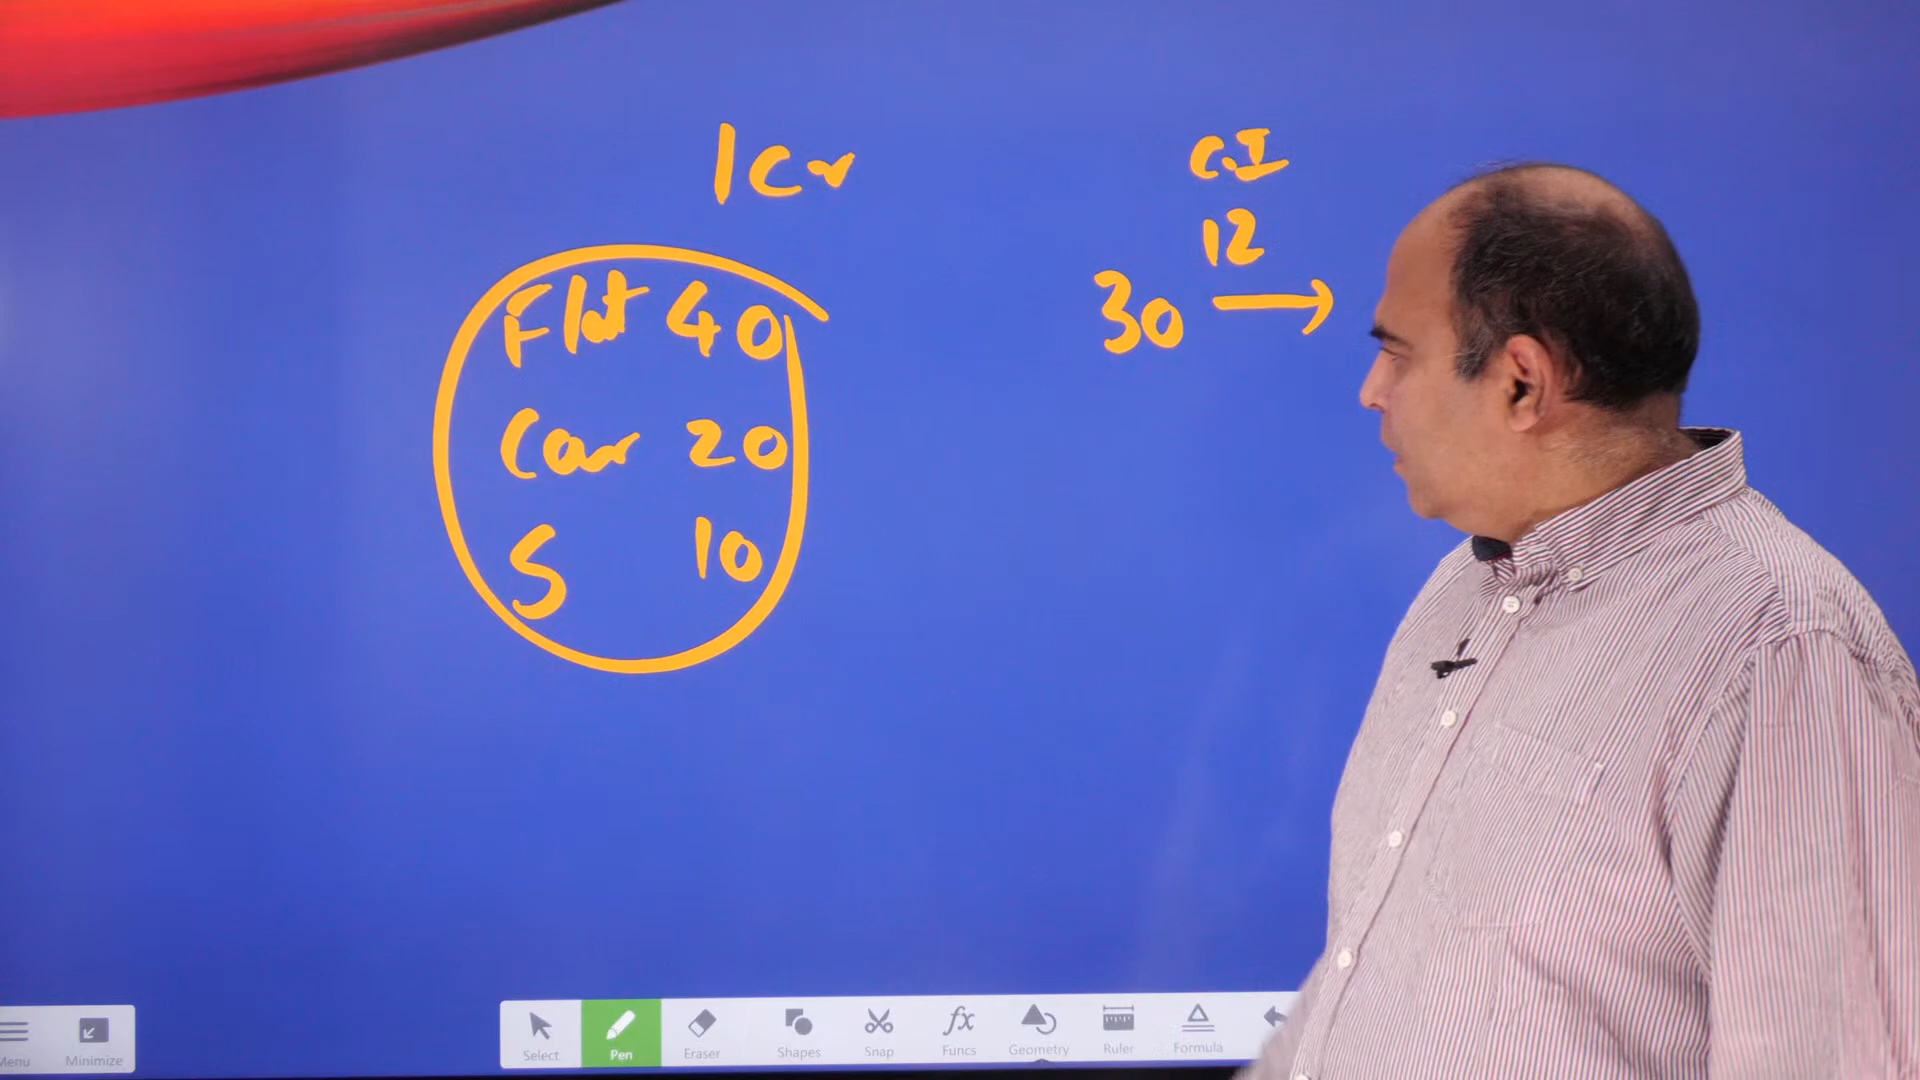 1Cr
C.I
12
30 →
Flat 40
Car 20
S 10
Menu
Minimize
Select
Pen
Eraser
Shapes
Snap
fx
Funcs
Geometry
Ruler
Formula